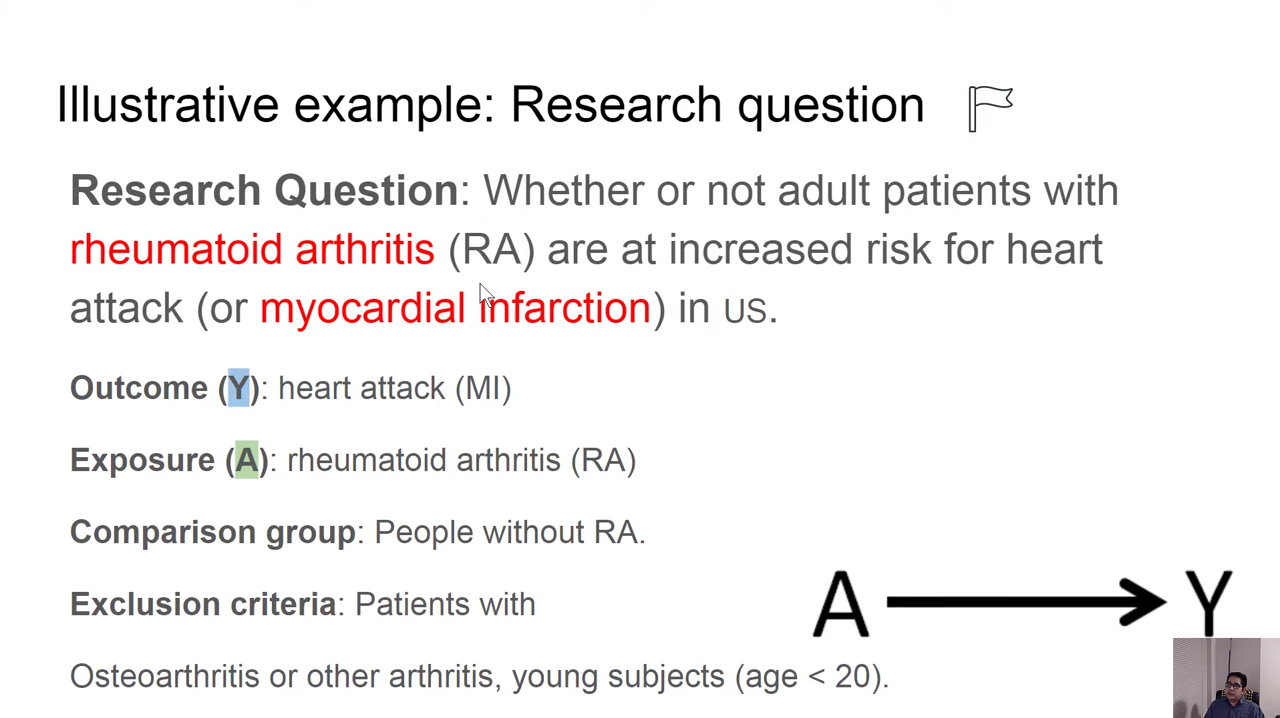 Illustrative example: Research question
Research Question: Whether or not adult patients with
rheumatoid arthritis (RA) are at increased risk for heart
attack (or myocardial infarction) in US.
Outcome (Y): heart attack (MI)
Exposure (A): rheumatoid arthritis (RA)
Comparison group: People without RA.
Exclusion criteria: Patients with
Osteoarthritis or other arthritis, young subjects (age < 20).
A Y